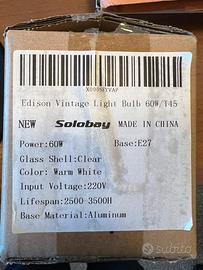 Edison Vintage Light Bulb 60W/T45
NEW Solobay MADE IN CHINA
Power:60W Base:E27
Glass Shell:Clear
Color: Warm White
Input Voltage:220V
Lifespan:2500-3500H
Base Material:Aluminum
subito